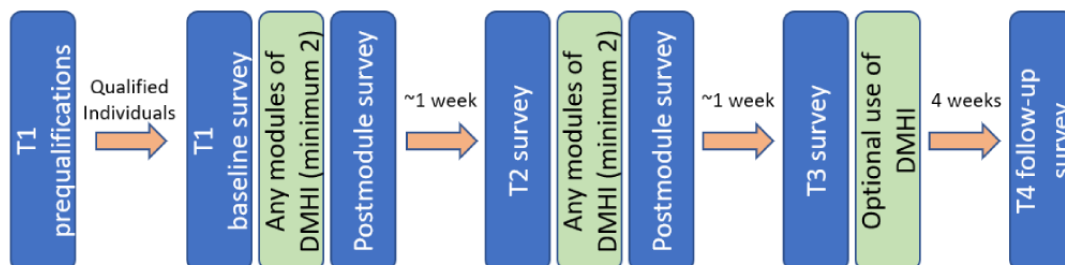 T1
prequalifications
Qualified
Individuals
T1
baseline survey
Any modules of
DMHI (minimum 2)
Postmodule survey
~1 week
T2 survey
Any modules of
DMHI (minimum 2)
Postmodule survey
~1 week
T3 survey
Optional use of
DMHI
4 weeks
T4 follow-up
survey